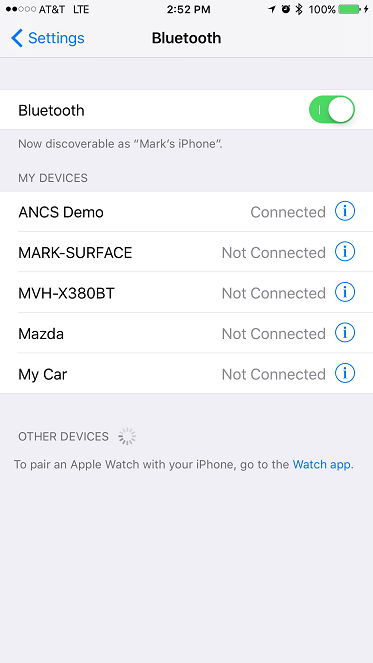 AT&T LTE 2:52 PM 100%
Settings Bluetooth
Bluetooth
Now discoverable as “Mark’s iPhone”.
MY DEVICES
ANCS Demo Connected i
MARK-SURFACE Not Connected i
MVH-X380BT Not Connected i
Mazda Not Connected i
My Car Not Connected i
OTHER DEVICES
To pair an Apple Watch with your iPhone, go to the Watch app.